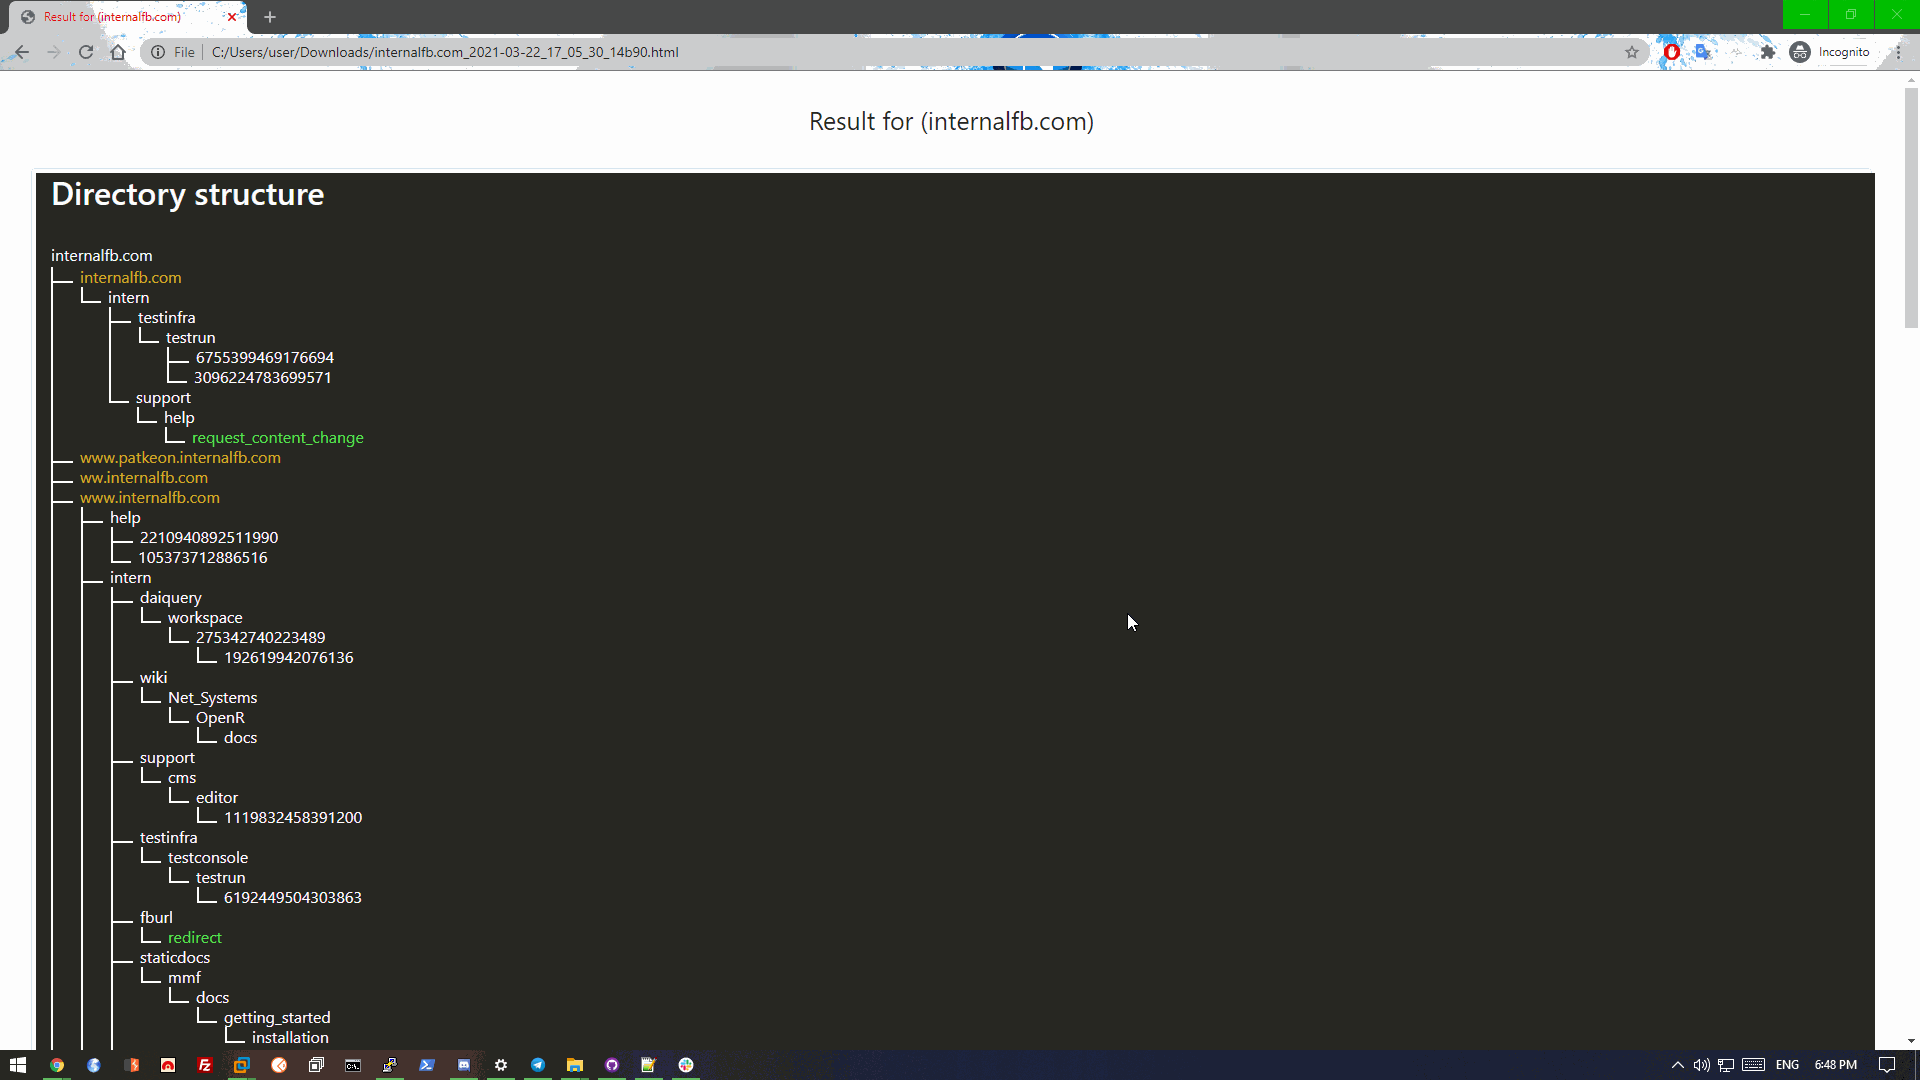 Result for (internalfb.com)
File
C:/Users/user/Downloads/internalfb.com_2021-03-22_17_05_30_14b90.html
Incognito
Result for (internalfb.com)
Directory structure
internalfb.com
internalfb.com
intern
testinfra
testrun
6755399469176694
3096224783699571
support
help
request_content_change
www.patkeon.internalfb.com
ww.internalfb.com
www.internalfb.com
help
2210940892511990
105373712886516
intern
daiquery
workspace
275342740223489
192619942076136
wiki
Net_Systems
OpenR
docs
support
cms
editor
1119832458391200
testinfra
testconsole
testrun
6192449504303863
fburl
redirect
staticdocs
mmf
docs
getting_started
installation
ENG
6:48 PM